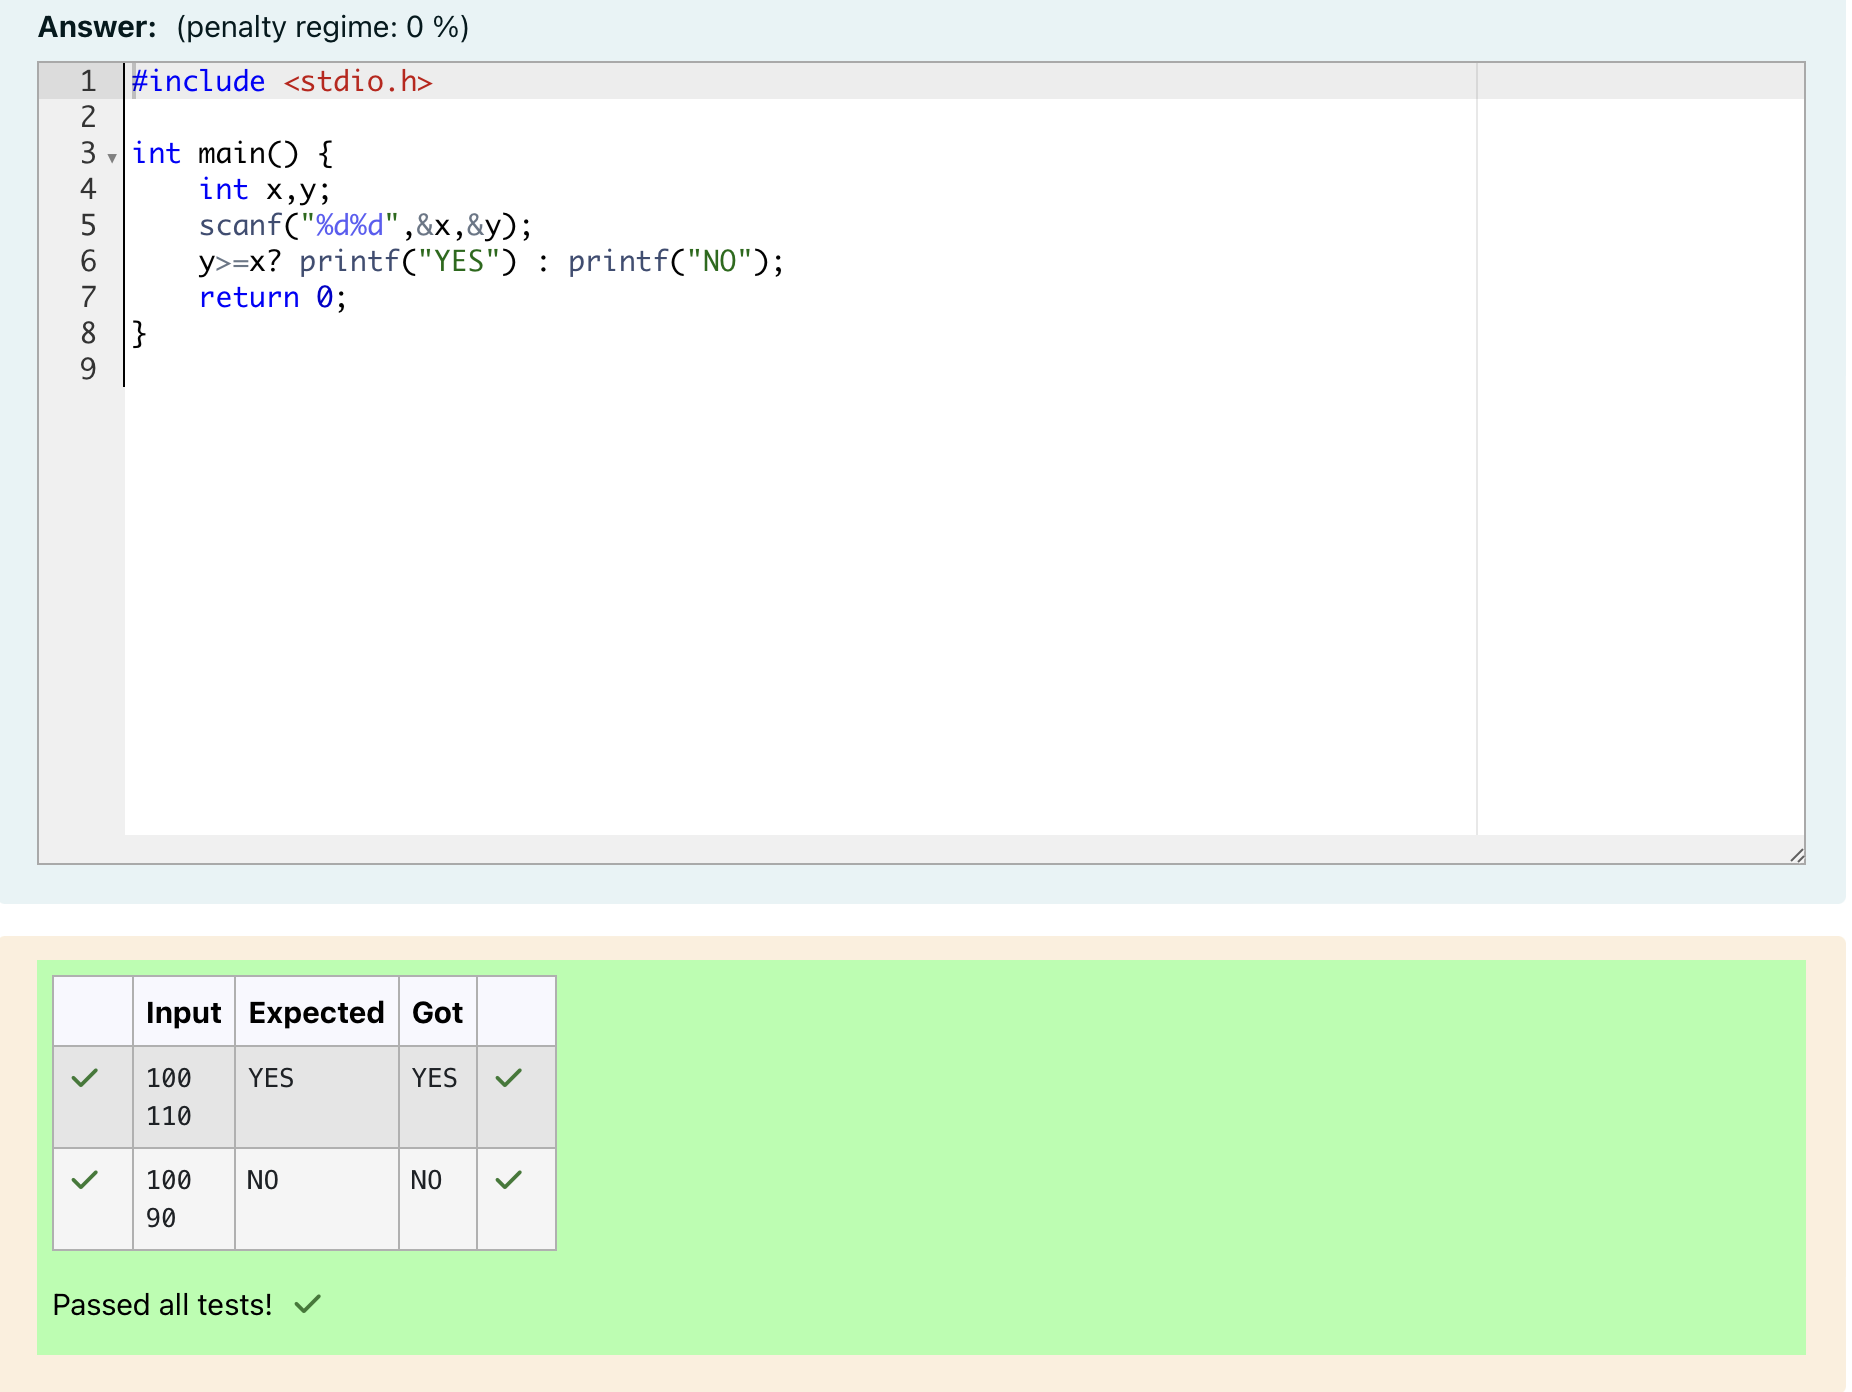 Answer: (penalty regime: 0 %)
1 #include <stdio.h>
2
3 int main() {
4     int x,y;
5     scanf("%d%d",&x,&y);
6     y>=x? printf("YES") : printf("NO");
7     return 0;
8 }
9
Input Expected Got
100 YES YES
110
100 NO NO
90
Passed all tests!